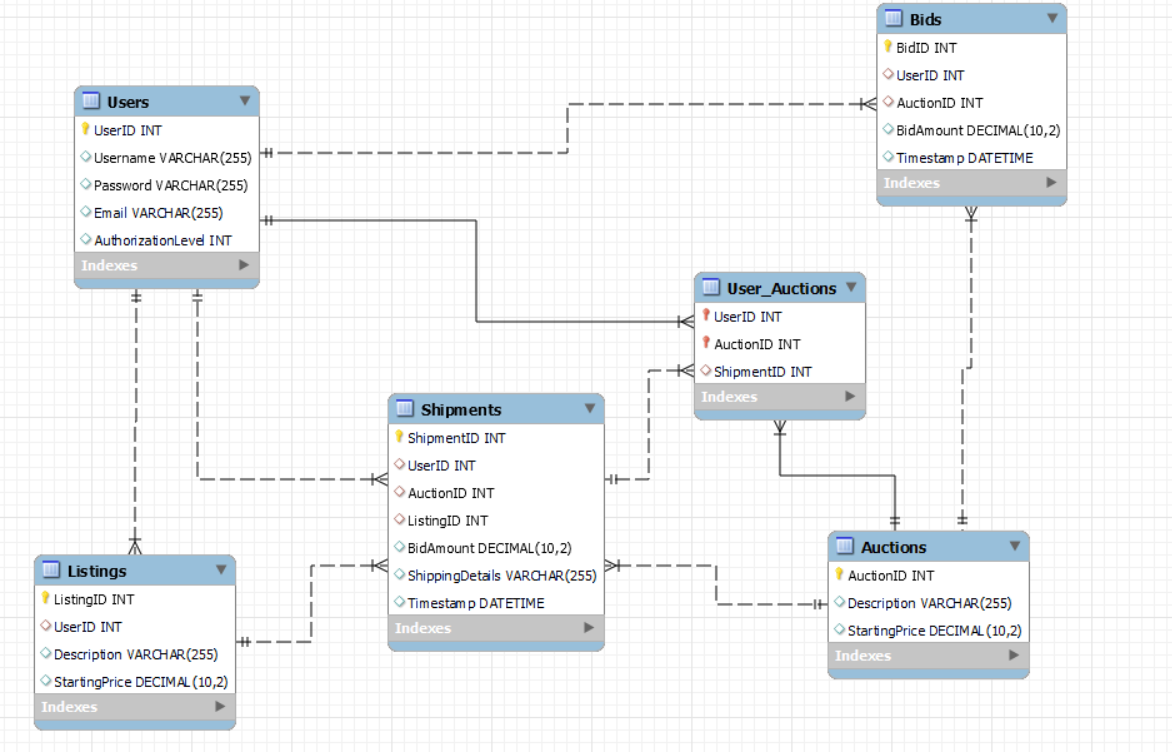 Bids
BidID INT
UserID INT
AuctionID INT
BidAmount DECIMAL(10,2)
Timestamp DATETIME
Indexes
Users
UserID INT
Username VARCHAR(255)
Password VARCHAR(255)
Email VARCHAR(255)
AuthorizationLevel INT
Indexes
User_Auctions
UserID INT
AuctionID INT
ShipmentID INT
Indexes
Shipments
ShipmentID INT
UserID INT
AuctionID INT
ListingID INT
BidAmount DECIMAL(10,2)
ShippingDetails VARCHAR(255)
Timestamp DATETIME
Indexes
Auctions
AuctionID INT
Description VARCHAR(255)
StartingPrice DECIMAL(10,2)
Indexes
Listings
ListingID INT
UserID INT
Description VARCHAR(255)
StartingPrice DECIMAL(10,2)
Indexes